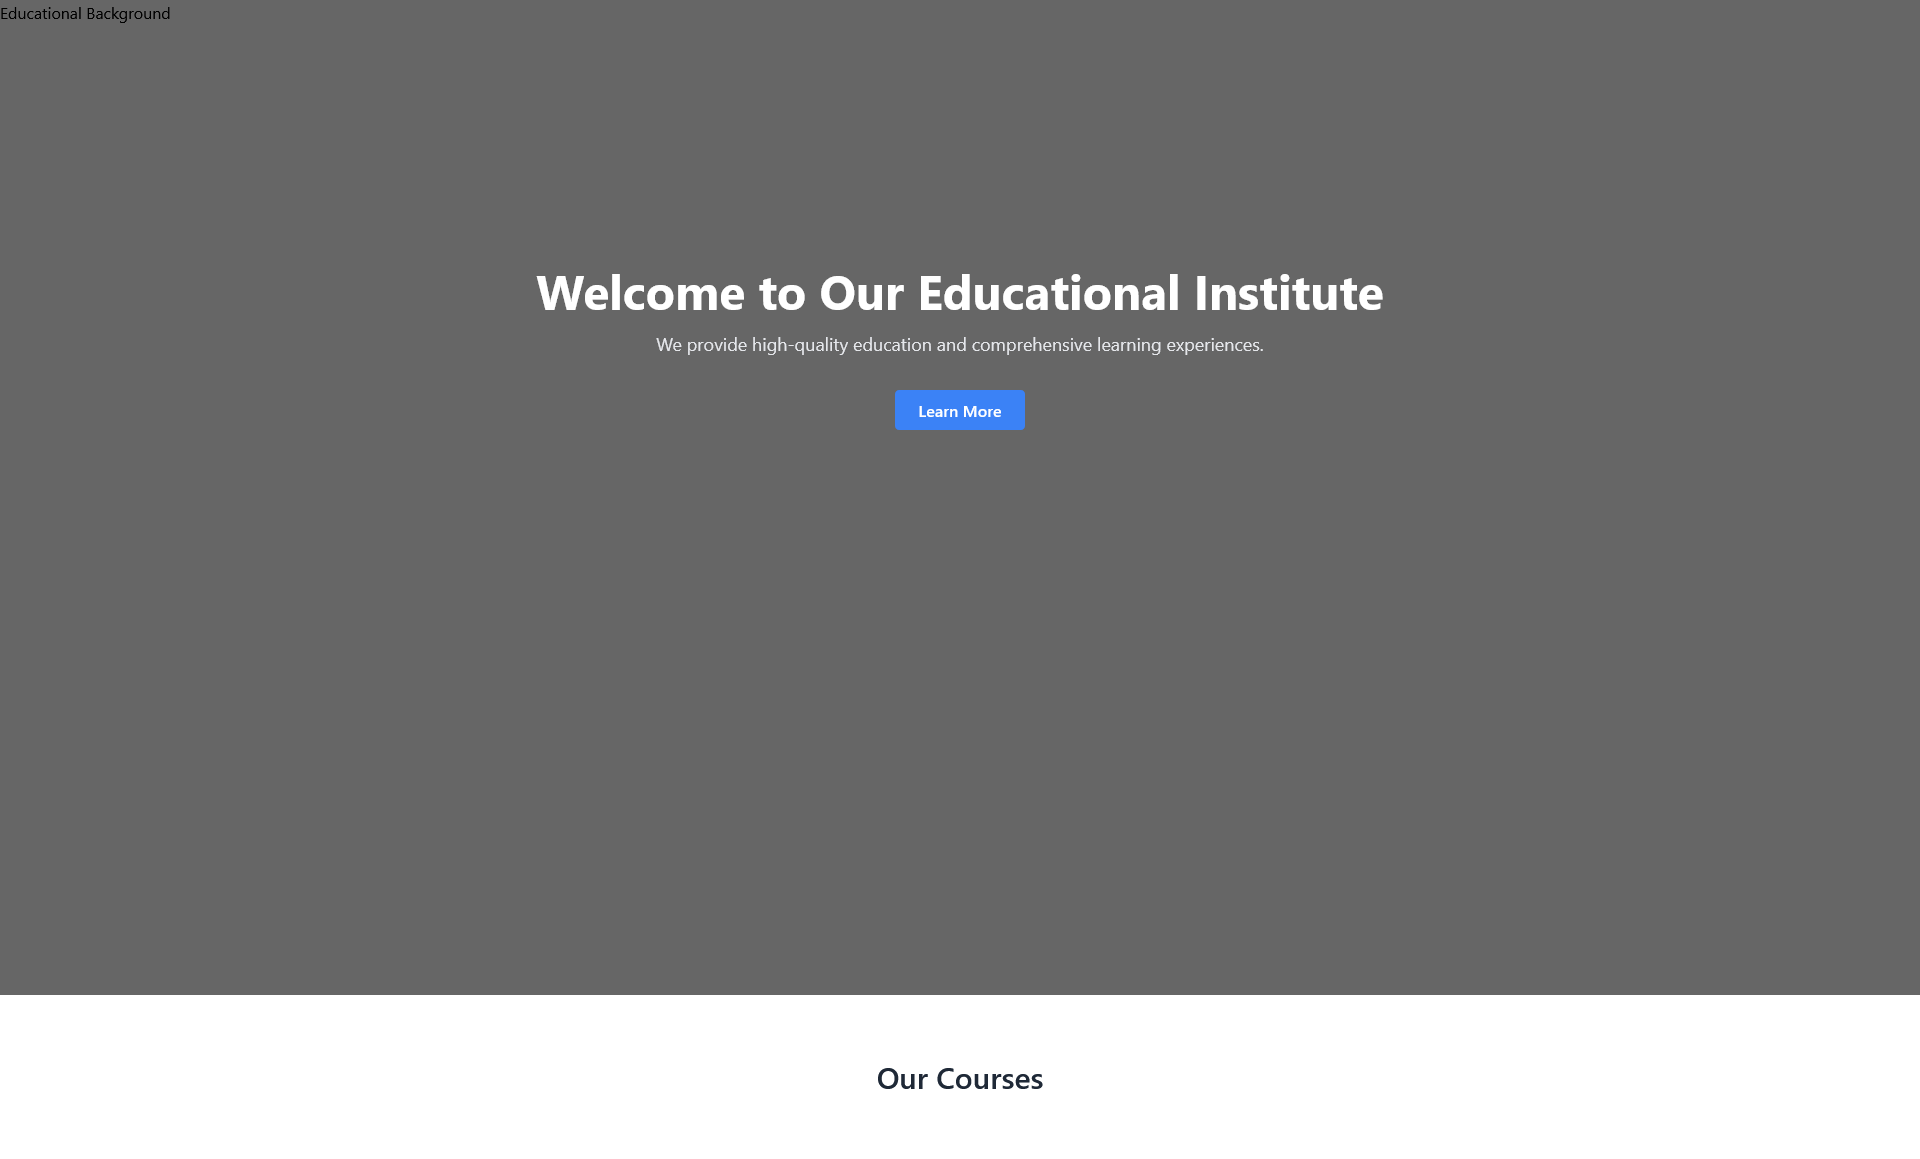 Educational Background
Welcome to Our Educational Institute
We provide high-quality education and comprehensive learning experiences.
Learn More
Our Courses